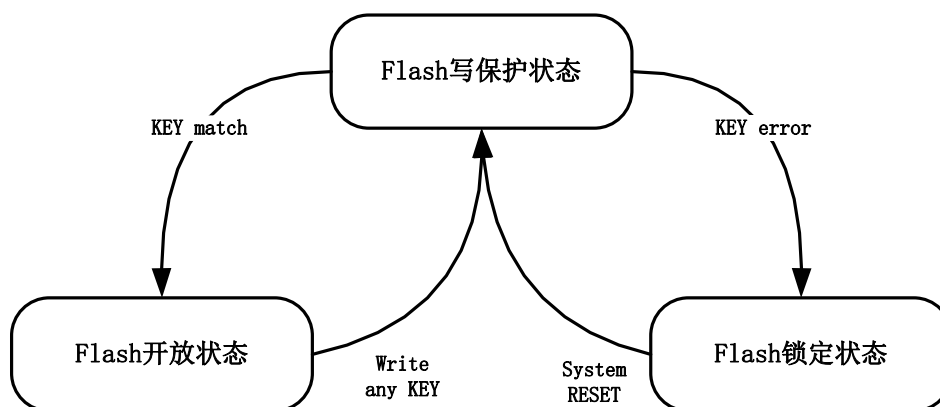 Flash写保护状态
KEY match
KEY error
Flash开放状态
Flash锁定状态
Write
any KEY
System
RESET